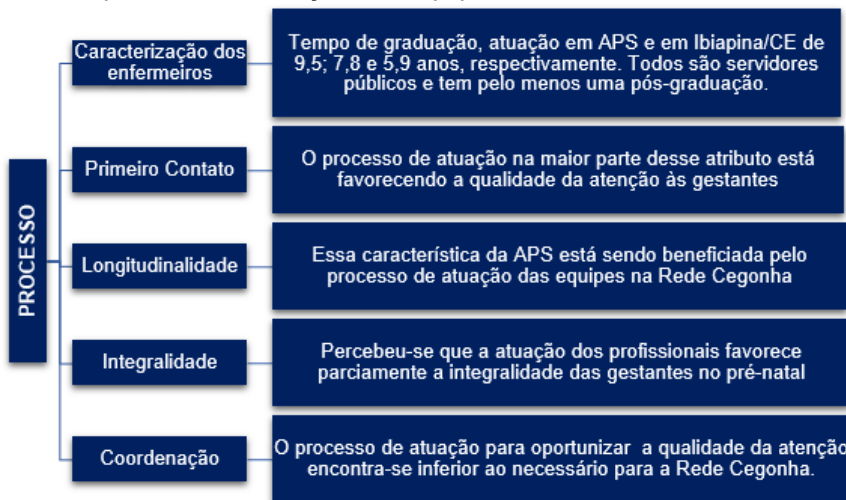 PROCESSO
Caracterização dos
enfermeiros
Tempo de graduação, atuação em APS e em Ibiapina/CE de
9,5; 7,8 e 5,9 anos, respectivamente. Todos são servidores
públicos e tem pelo menos uma pós-graduação.
Primeiro Contato
O processo de atuação na maior parte desse atributo está
favorecendo a qualidade da atenção às gestantes
Longitudinalidade
Essa característica da APS está sendo beneficiada pelo
processo de atuação das equipes na Rede Cegonha
Integralidade
Percebeu-se que a atuação dos profissionais favorece
parciamente a integralidade das gestantes no pré-natal
Coordenação
O processo de atuação para oportunizar a qualidade da atenção
encontra-se inferior ao necessário para a Rede Cegonha.